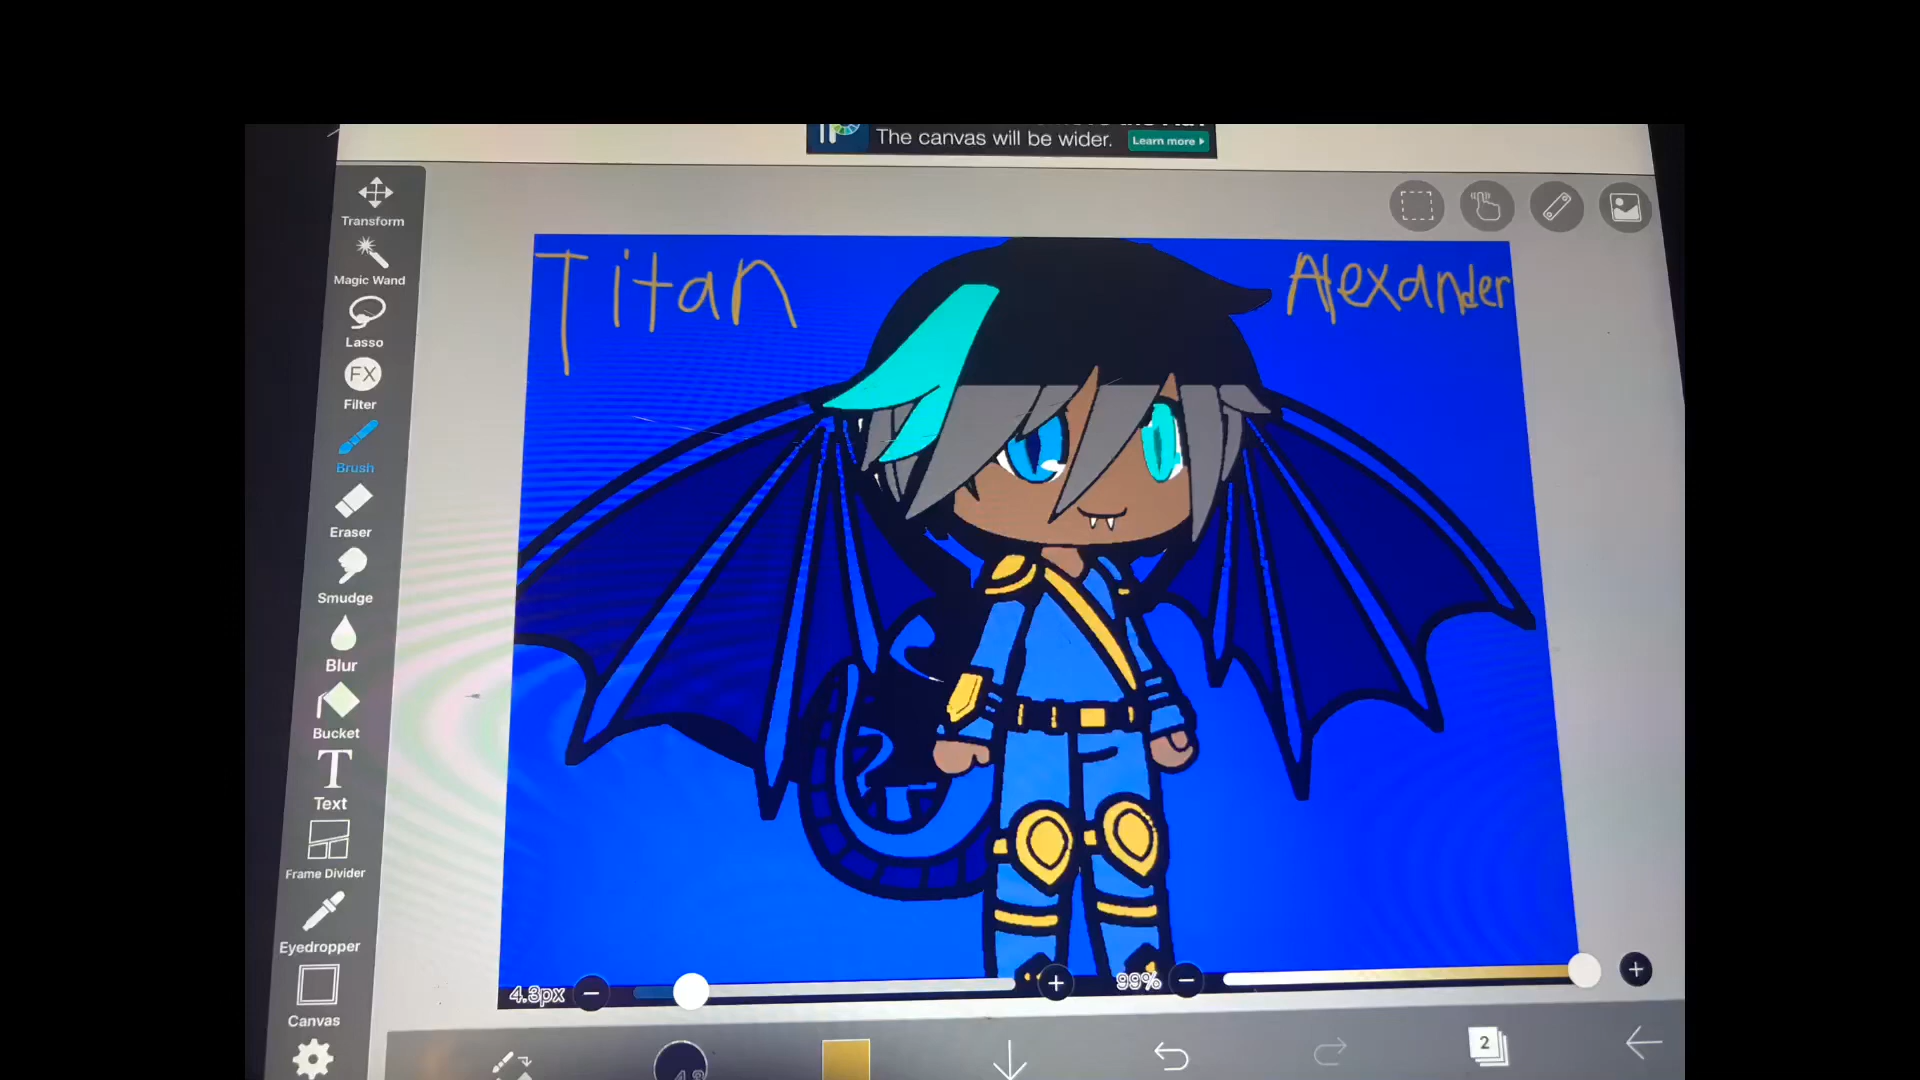 The canvas will be wider.
Learn more
Transform
Magic Wand
Lasso
FX
Filter
Brush
Eraser
Smudge
Blur
Bucket
T
Text
Frame Divider
Eyedropper
Canvas
Titan
Alexander
4.3px
99%
2